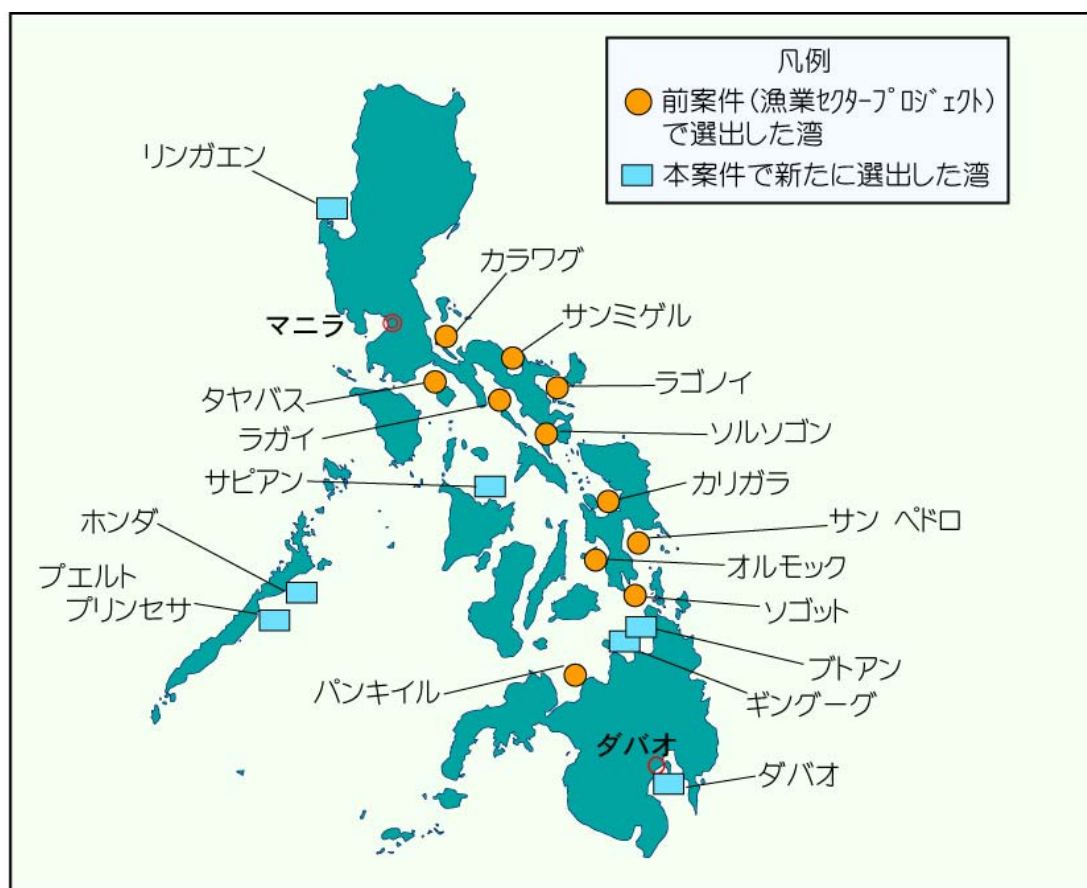 凡例
前案件（漁業ｾｸﾀｰﾌﾟﾛｼﾞｪｸﾄ）
で選出した湾
本案件で新たに選出した湾
リンガエン
カラワグ
マニラ
サンミゲル
ラゴノイ
タヤバス
ラガイ
ソルソゴン
サピアン
カリガラ
ホンダ
サン ペドロ
プエルト
プリンセサ
オルモック
ソゴット
ブトアン
パンキイル
ギングーグ
ダバオ
ダバオ